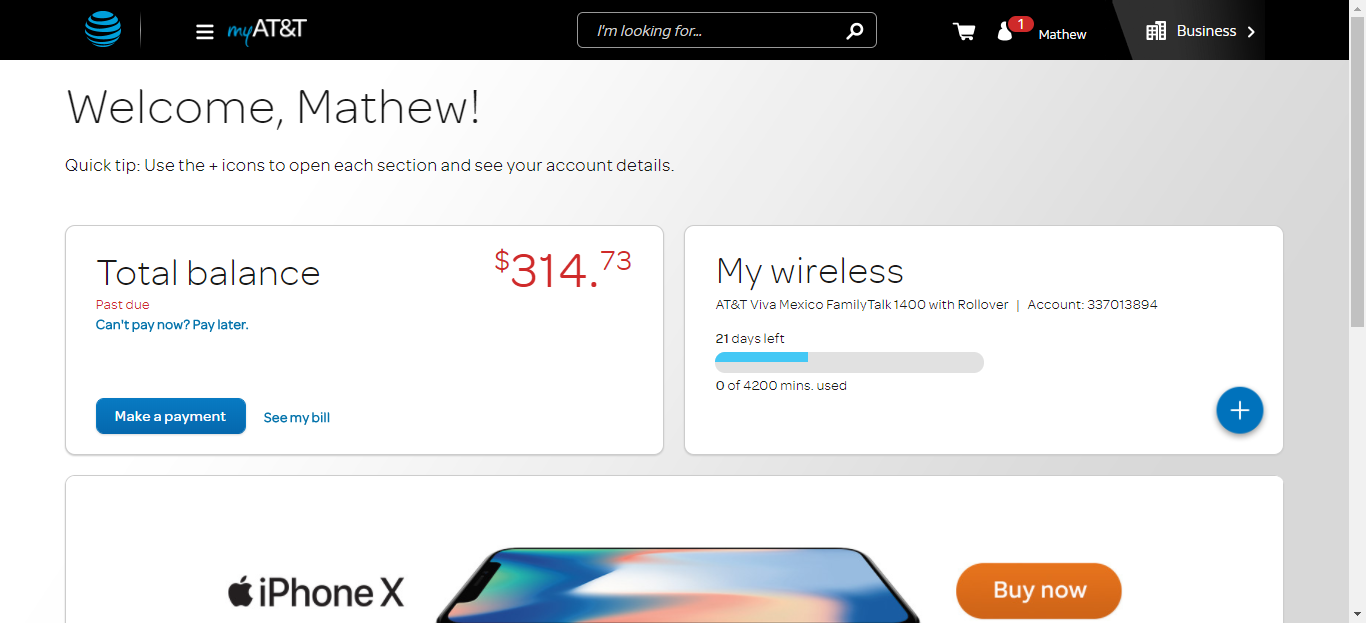 myAT&T
I'm looking for...
1
Mathew
Business
Welcome, Mathew!
Quick tip: Use the + icons to open each section and see your account details.
Total balance
$314.73
Past due
Can't pay now? Pay later.
Make a payment
See my bill
My wireless
AT&T Viva Mexico FamilyTalk 1400 with Rollover | Account: 337013894
21 days left
0 of 4200 mins. used
iPhone X
Buy now